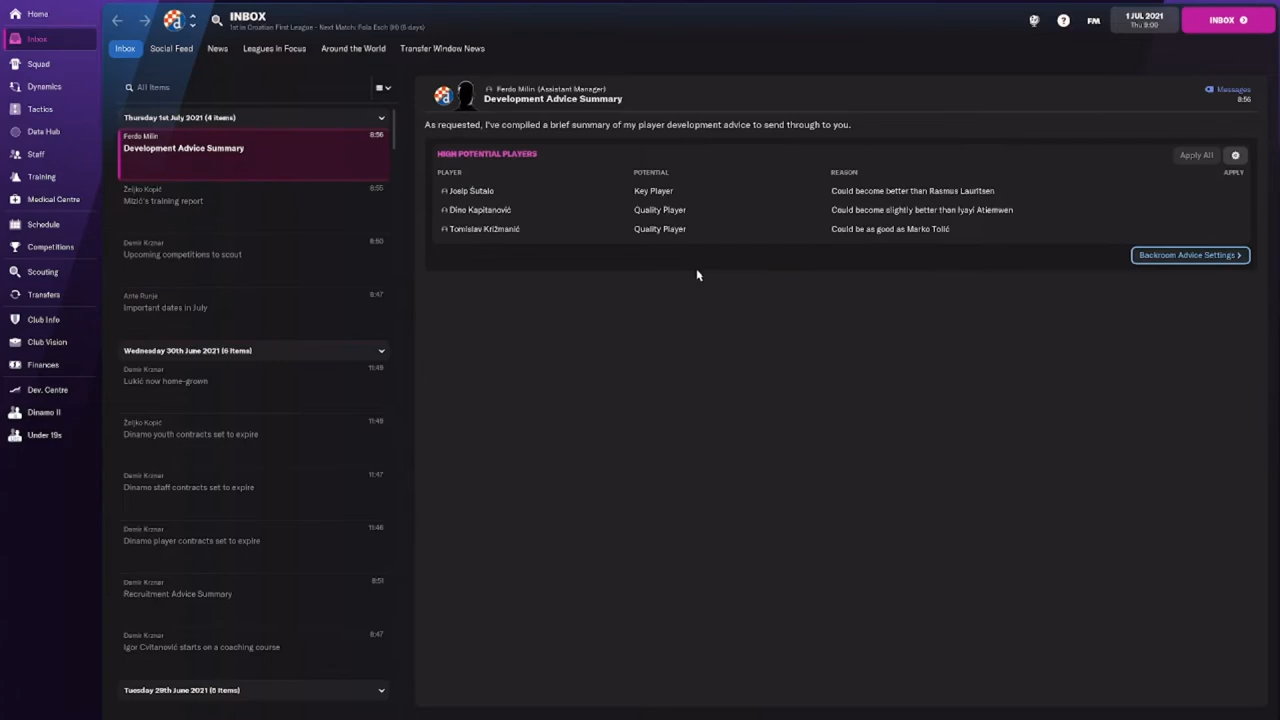 INBOX
1st in Croatian First League - Next Match: Fola Esch (H) (5 days)
FM
1 JUL 2021
Thu 9:00
INBOX
Home
Inbox
Squad
Dynamics
Tactics
Data Hub
Staff
Training
Medical Centre
Schedule
Competitions
Scouting
Transfers
Club Info
Club Vision
Finances
Dev. Centre
Dinamo II
Under 19s
Inbox Social Feed News Leagues in Focus Around the World Transfer Window News
All Items
Thursday 1st July 2021 (4 items)
Ferdo Milin 8:56
Development Advice Summary
Željko Kopić 8:55
Mizić's training report
Damir Krznar 8:50
Upcoming competitions to scout
Ante Runje 8:47
Important dates in July
Wednesday 30th June 2021 (6 items)
Damir Krznar 11:49
Lukić now home-grown
Željko Kopić 11:49
Dinamo youth contracts set to expire
Damir Krznar 11:47
Dinamo staff contracts set to expire
Damir Krznar 11:46
Dinamo player contracts set to expire
Damir Krznar 8:51
Recruitment Advice Summary
Damir Krznar 8:47
Igor Cvitanović starts on a coaching course
Tuesday 29th June 2021 (5 items)
Ferdo Milin (Assistant Manager)
Development Advice Summary
Messages
8:56
As requested, I've compiled a brief summary of my player development advice to send through to you.
HIGH POTENTIAL PLAYERS
Apply All
PLAYER POTENTIAL REASON APPLY
Josip Šutalo Key Player Could become better than Rasmus Lauritsen
Dino Kapitanović Quality Player Could become slightly better than Iyayi Atiemwen
Tomislav Križmanić Quality Player Could be as good as Marko Tolić
Backroom Advice Settings >